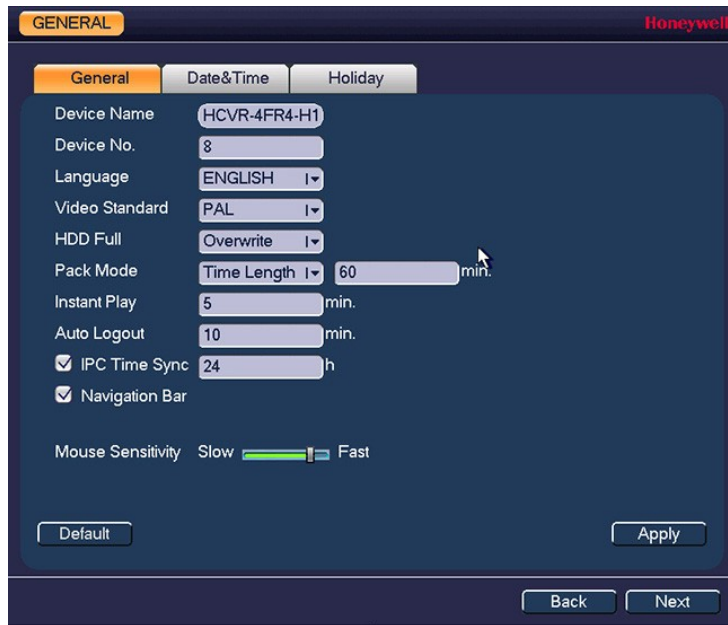 GENERAL Honeywell
General Date&Time Holiday
Device Name HCVR-4FR4-H1
Device No. 8
Language ENGLISH
Video Standard PAL
HDD Full Overwrite
Pack Mode Time Length 60 min.
Instant Play 5 min.
Auto Logout 10 min.
IPC Time Sync 24 h
Navigation Bar
Mouse Sensitivity Slow Fast
Default Apply
Back Next